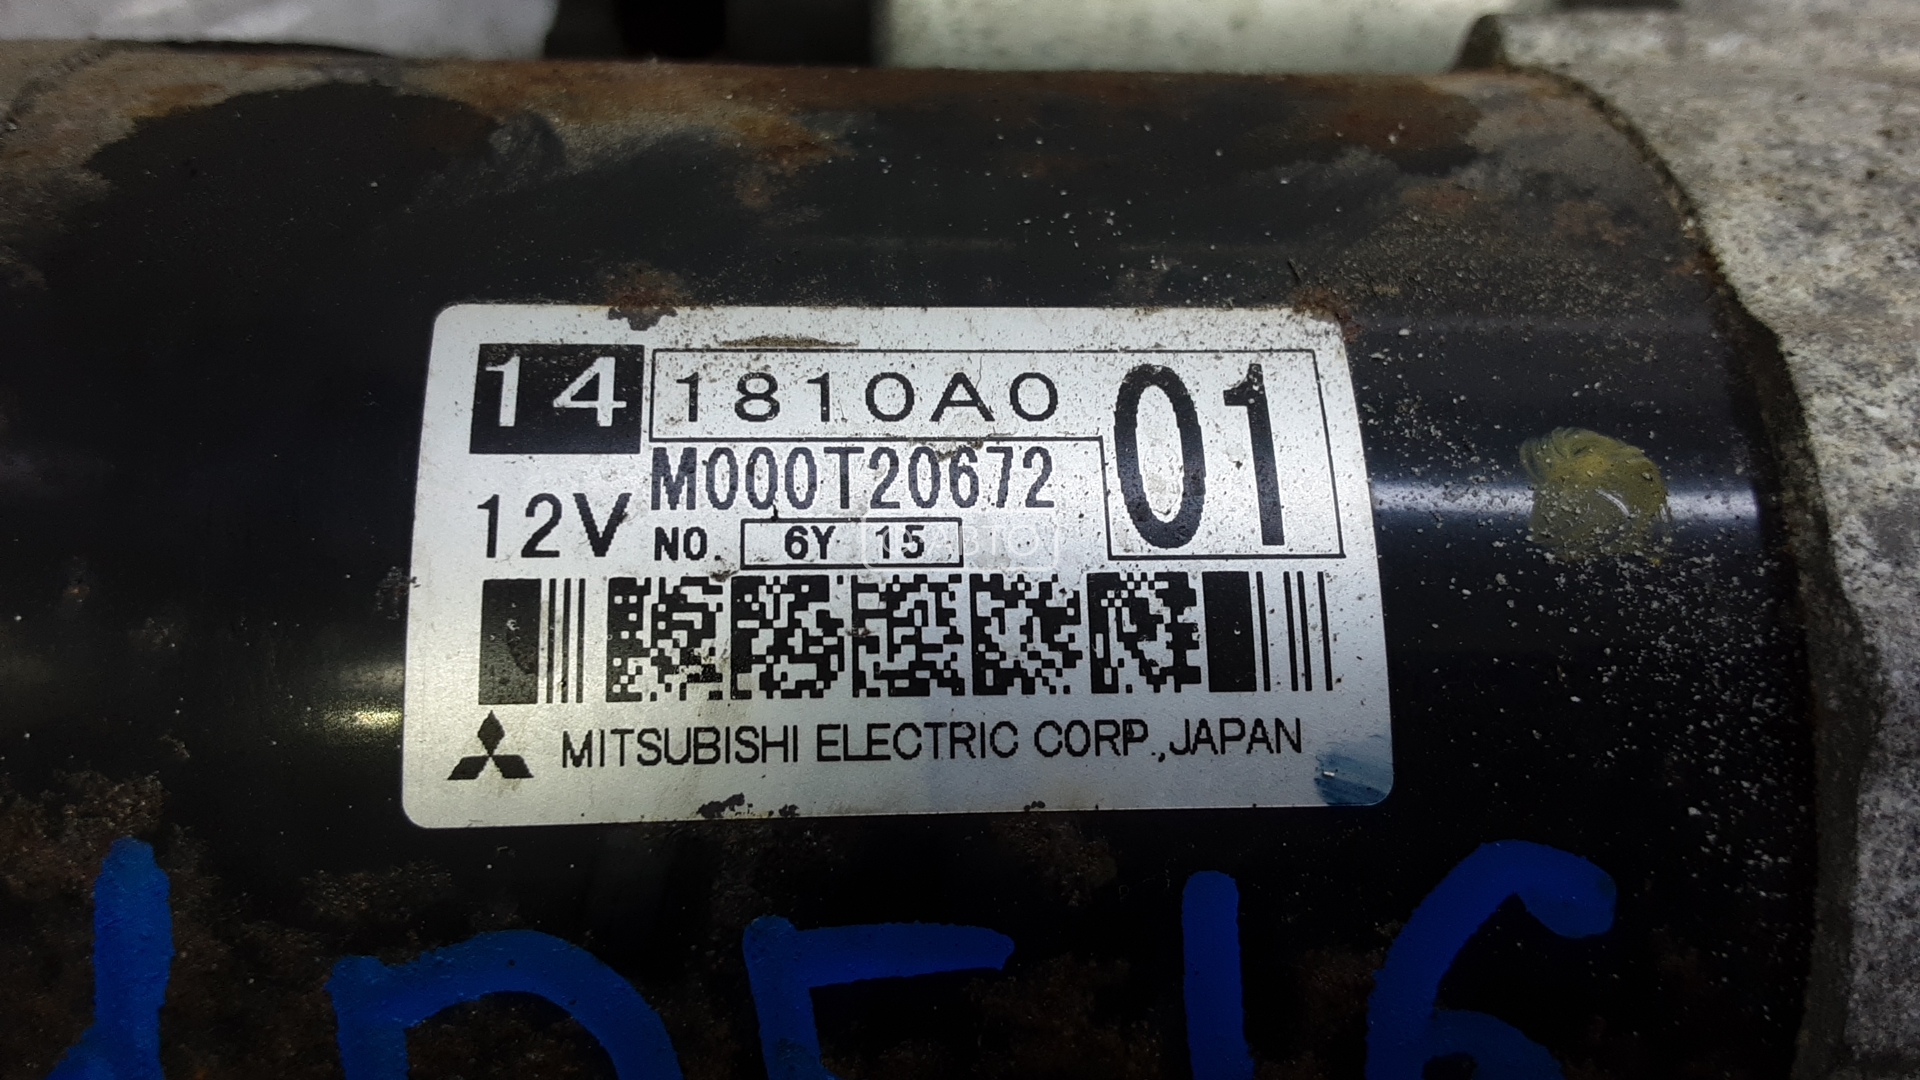 14 1810A0 01
M000T20672
12V NO. 6Y 15
MITSUBISHI ELECTRIC CORP., JAPAN